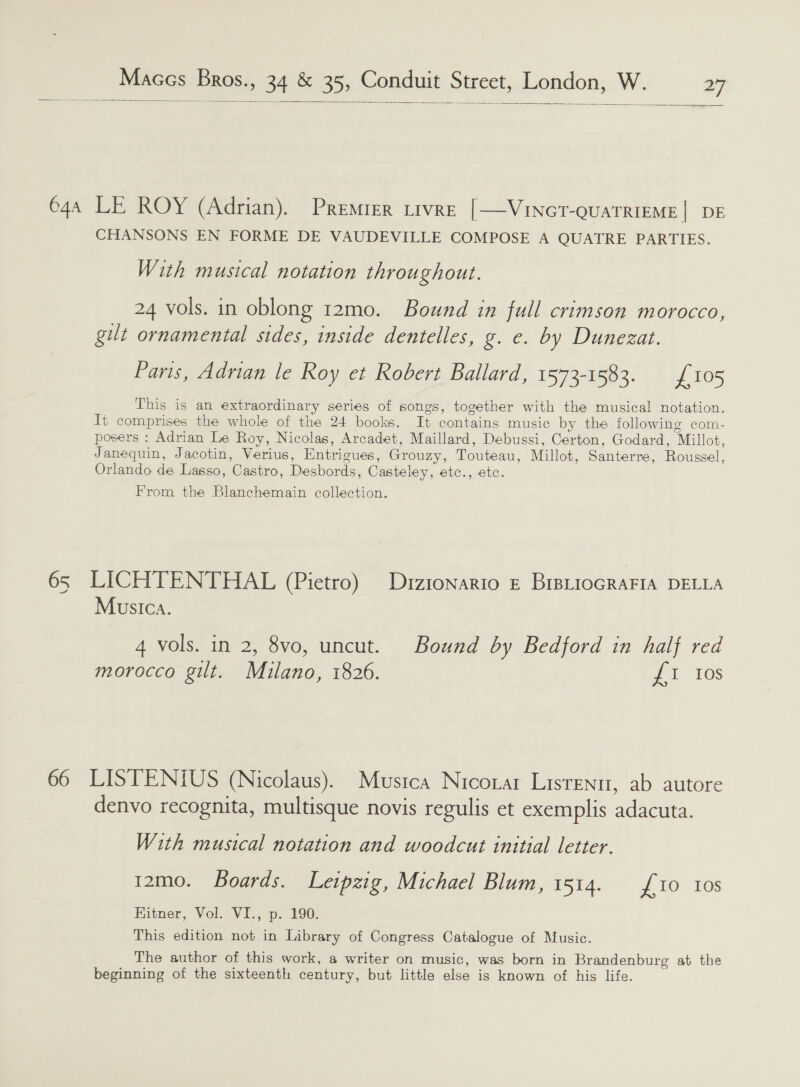 Maggs Bros., 34 & 35, Conduit Street, London, W. 27
64A LE ROY (Adrian). Premier livre [—Vingt-quatrieme] de
CHANSONS EN FORME DE VAUDEVILLE COMPOSE A QUATRE PARTIES.
With musical notation throughout.
24 vols. in oblong 12mo. Bound in full crimson morocco,
gilt ornamental sides, inside dentelles, g. e. by Dunezat.
Paris, Adrian le Roy et Robert Ballard, 1573-1583. £105
This is an extraordinary series of songs, together with the musical notation.
It comprises the whole of the 24 books. It contains music by the following com-
posers : Adrian Le Roy, Nicolas, Arcadet, Maillard, Debussi, Certon, Godard, Millot,
Janequin, Jacotin, Verius, Entrigues, Grouzy, Touteau, Millot, Santerre, Roussel,
Orlando de Lasso, Castro, Desbords, Casteley, etc., etc.
From the Blanchemain collection.
65 LICHTENTHAL (Pietro) Dizionario e Bibliografia della
Musica.
4 vols. in 2, 8vo, uncut. Bound by Bedford in half red
morocco gilt. Milano, 1826. £1 10s
66 LISTENIUS (Nicolaus). Musica Nicolai Listenii, ab autore
denvo recognita, multisque novis regulis et exemplis adacuta.
With musical notation and woodcut initial letter.
12mo. Boards. Leipzig, Michael Blum, 1514. £10 10s
Eitner, Vol. VI., p. 190.
This edition not in Library of Congress Catalogue of Music.
The author of this work, a writer on music, was born in Brandenburg at the
beginning of the sixteenth century, but little else is known of his life.